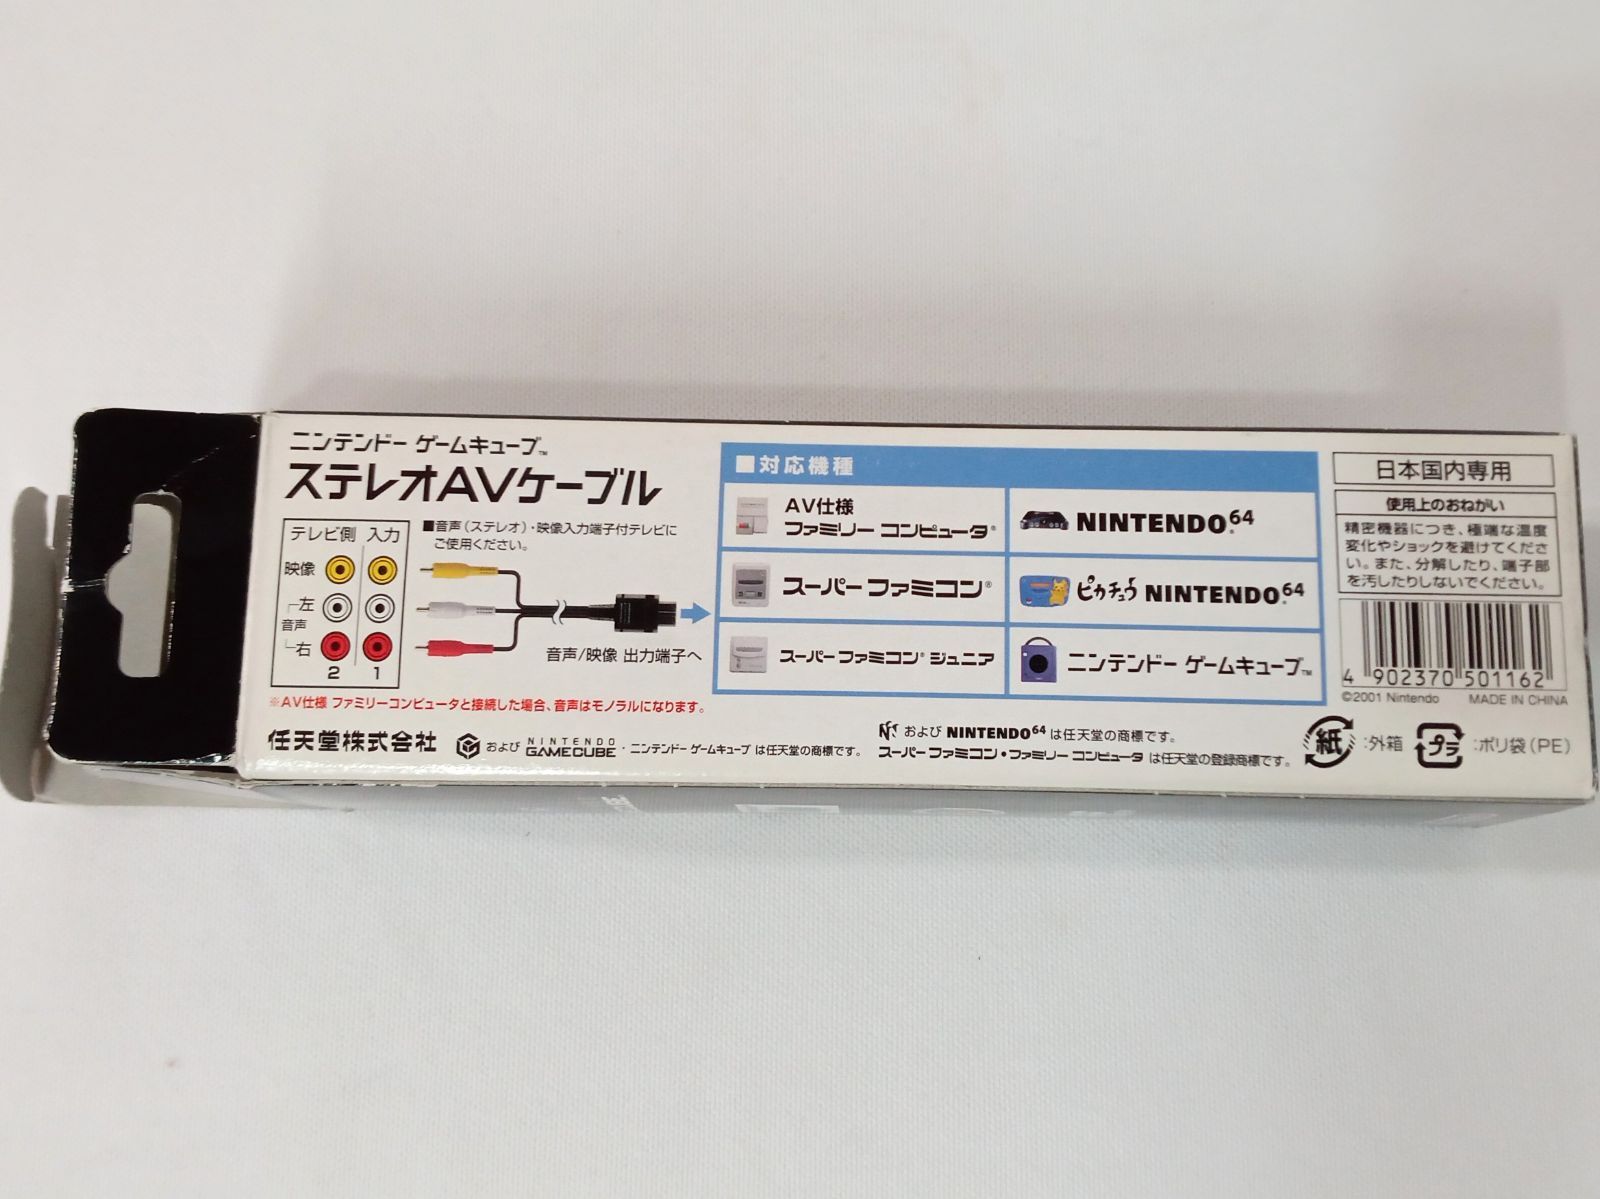 ニンテンドー ゲームキューブ™
ステレオAVケーブル
テレビ側 入力
映像
音声
左
右
2 1
■音声(ステレオ)・映像入力端子付テレビに
ご使用ください。
音声/映像 出力端子へ
※AV仕様 ファミリーコンピュータと接続した場合、音声はモノラルになります。
■対応機種
AV仕様
ファミリー コンピュータ®
NINTENDO64
スーパー ファミコン®
ピカチュウ NINTENDO64
スーパー ファミコン® ジュニア
ニンテンドー ゲームキューブ™
日本国内専用
使用上のおねがい
精密機器につき、極端な温度
変化やショックを避けてくださ
い。また、分解したり、端子部
を汚したりしないでください。
4 902370 501162
©2001 Nintendo MADE IN CHINA
任天堂株式会社
および NINTENDO GAMECUBE・ニンテンドー ゲームキューブ は任天堂の商標です。
および NINTENDO64 は任天堂の商標です。
スーパー ファミコン・ファミリー コンピュータ は任天堂の登録商標です。
紙 :外箱
プラ :ポリ袋(PE)